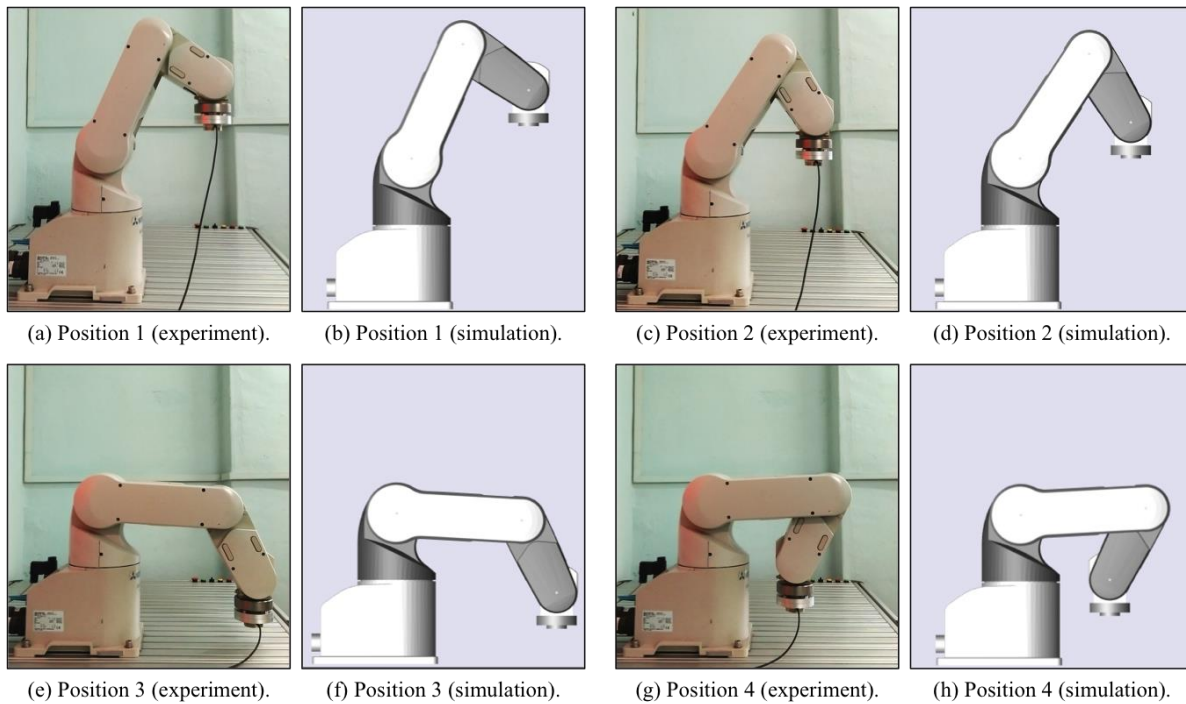 (a) Position 1 (experiment).
(b) Position 1 (simulation).
(c) Position 2 (experiment).
(d) Position 2 (simulation).
(e) Position 3 (experiment).
(f) Position 3 (simulation).
(g) Position 4 (experiment).
(h) Position 4 (simulation).